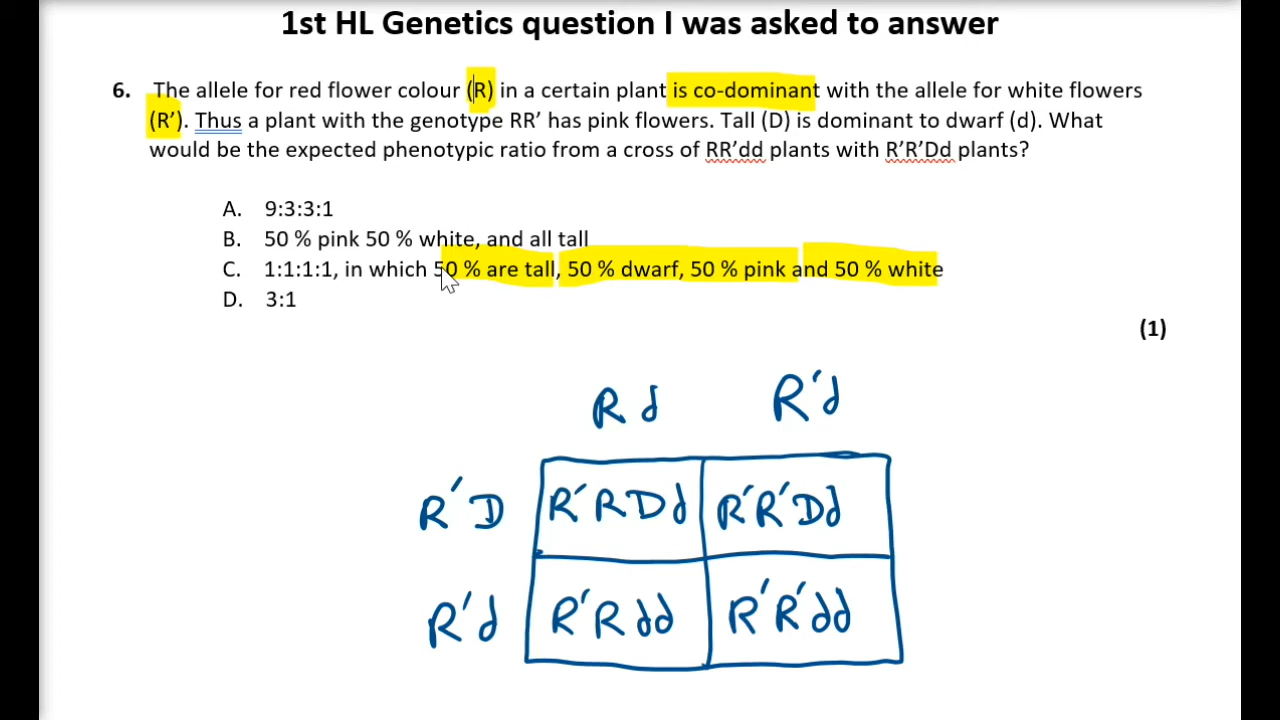 1st HL Genetics question I was asked to answer
6. The allele for red flower colour (R) in a certain plant is co-dominant with the allele for white flowers
(R’). Thus a plant with the genotype RR’ has pink flowers. Tall (D) is dominant to dwarf (d). What
would be the expected phenotypic ratio from a cross of RR’dd plants with R’R’Dd plants?
A. 9:3:3:1
B. 50 % pink 50 % white, and all tall
C. 1:1:1:1, in which 50 % are tall, 50 % dwarf, 50 % pink and 50 % white
D. 3:1
(1)
Rd R'd
R'D R'RDd R'R'Dd
R'd R'Rdd R'R'dd